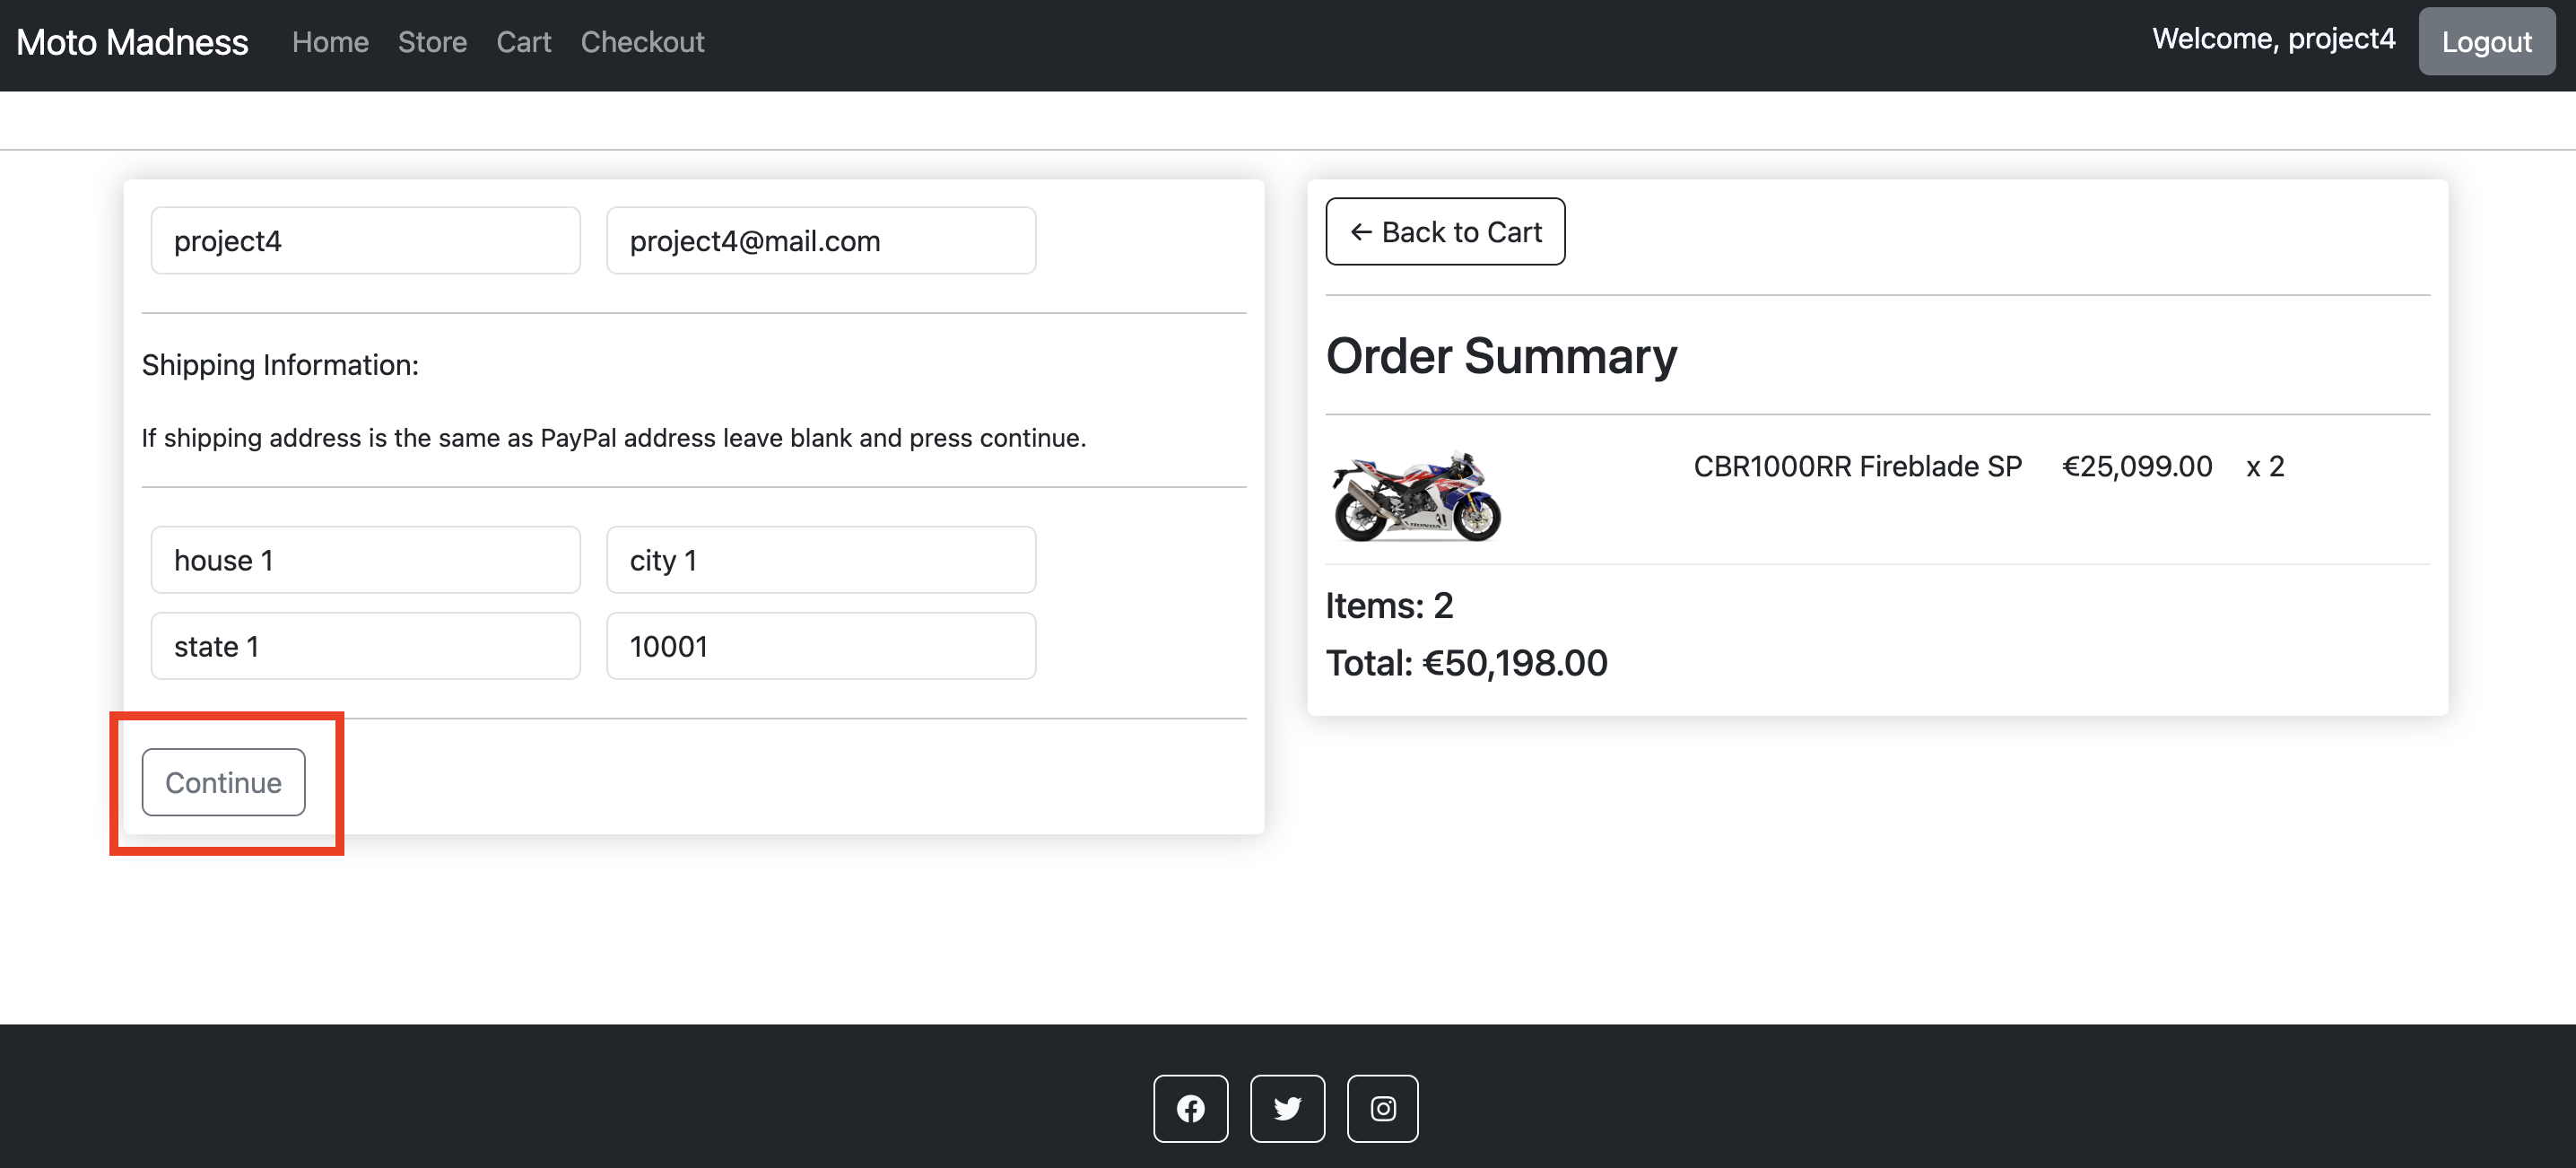 Moto Madness Home Store Cart Checkout Welcome, project4 Logout
project4 project4@mail.com
Shipping Information:
If shipping address is the same as PayPal address leave blank and press continue.
house 1 city 1
state 1 10001
Continue
← Back to Cart
Order Summary
CBR1000RR Fireblade SP €25,099.00 x 2
HONDA
Items: 2
Total: €50,198.00